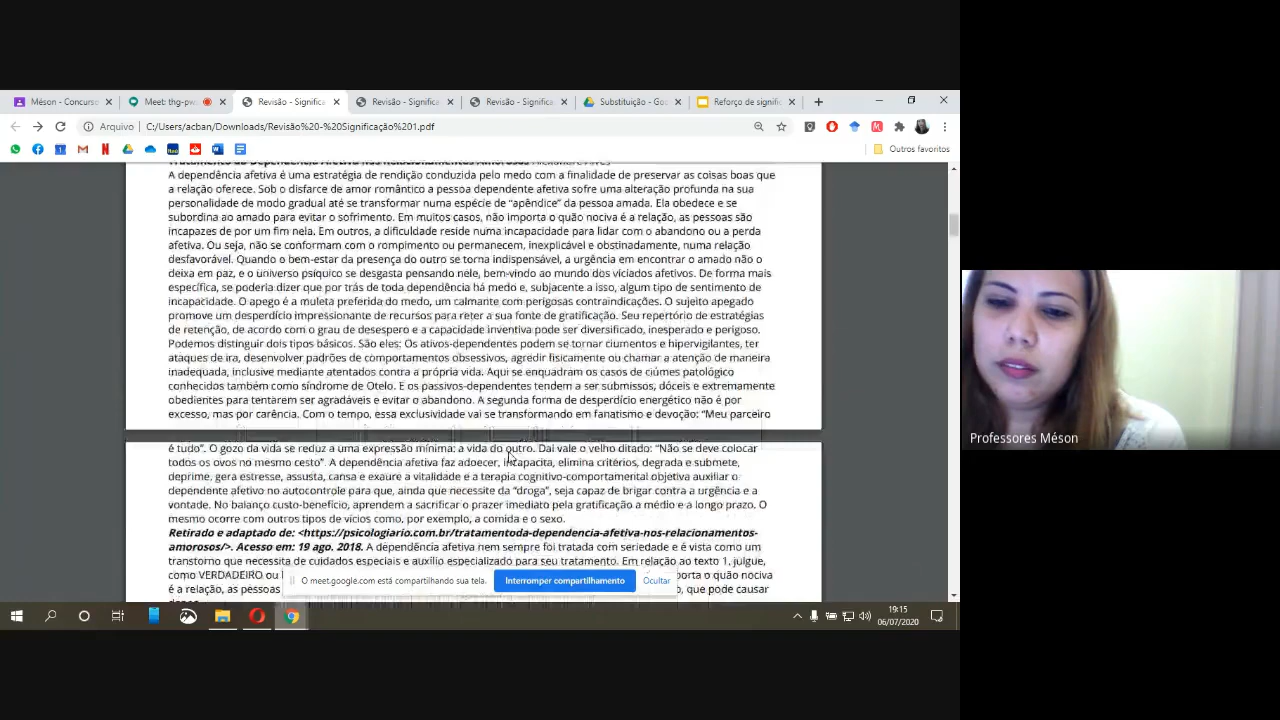 Méson - Concurso
Meet: thg-pw
Revisão - Significa
Revisão - Significa
Revisão - Significa
Substituição - Goo
Reforço de signific
Arquivo
C:/Users/acban/Downloads/Revisão%20-%20Significação%201.pdf
Outros favoritos
Tratamento da Dependência Afetiva nos Relacionamentos Amorosos Alexandre Alves
A dependência afetiva é uma estratégia de rendição conduzida pelo medo com a finalidade de preservar as coisas boas que
a relação oferece. Sob o disfarce de amor romântico a pessoa dependente afetiva sofre uma alteração profunda na sua
personalidade de modo gradual até se transformar numa espécie de “apêndice” da pessoa amada. Ela obedece e se
subordina ao amado para evitar o sofrimento. Em muitos casos, não importa o quão nociva é a relação, as pessoas são
incapazes de por um fim nela. Em outros, a dificuldade reside numa incapacidade para lidar com o abandono ou a perda
afetiva. Ou seja, não se conformam com o rompimento ou permanecem, inexplicável e obstinadamente, numa relação
desfavorável. Quando o bem-estar da presença do outro se torna indispensável, a urgência em encontrar o amado não o
deixa em paz, e o universo psíquico se desgasta pensando nele, bem-vindo ao mundo dos viciados afetivos. De forma mais
específica, se poderia dizer que por trás de toda dependência há medo e, subjacente a isso, algum tipo de sentimento de
incapacidade. O apego é a muleta preferida do medo, um calmante com perigosas contraindicações. O sujeito apegado
promove um desperdício impressionante de recursos para reter a sua fonte de gratificação. Seu repertório de estratégias
de retenção, de acordo com o grau de desespero e a capacidade inventiva pode ser diversificado, inesperado e perigoso.
Podemos distinguir dois tipos básicos. São eles: Os ativos-dependentes podem se tornar ciumentos e hipervigilantes, ter
ataques de ira, desenvolver padrões de comportamentos obsessivos, agredir fisicamente ou chamar a atenção de maneira
inadequada, inclusive mediante atentados contra a própria vida. Aqui se enquadram os casos de ciúmes patológico
conhecidos também como síndrome de Otelo. E os passivos-dependentes tendem a ser submissos, dóceis e extremamente
obedientes para tentarem ser agradáveis e evitar o abandono. A segunda forma de desperdício energético não é por
excesso, mas por carência. Com o tempo, essa exclusividade vai se transformando em fanatismo e devoção: “Meu parceiro
é tudo”. O gozo da vida se reduz a uma expressão mínima: a vida do outro. Daí vale o velho ditado: “Não se deve colocar
todos os ovos no mesmo cesto”. A dependência afetiva faz adoecer, incapacita, elimina critérios, degrada e submete,
deprime, gera estresse, assusta, cansa e exaure a vitalidade e a terapia cognitivo-comportamental objetiva auxiliar o
dependente afetivo no autocontrole para que, ainda que necessite da “droga”, seja capaz de brigar contra a urgência e a
vontade. No balanço custo-benefício, aprendem a sacrificar o prazer imediato pela gratificação a médio e a longo prazo. O
mesmo ocorre com outros tipos de vícios como, por exemplo, a comida e o sexo.
Retirado e adaptado de: <https://psicologiario.com.br/tratamentoda-dependencia-afetiva-nos-relacionamentos-
amorosos/>. Acesso em: 19 ago. 2018. A dependência afetiva nem sempre foi tratada com seriedade e é vista como um
transtorno que necessita de cuidados especiais e auxílio especializado para seu tratamento. Em relação ao texto 1, julgue,
como VERDADEIRO ou porta o quão nociva
é a relação, as pessoas , que pode causar
O meet.google.com está compartilhando sua tela.
Interromper compartilhamento
Ocultar
19:15
06/07/2020
Professores Méson